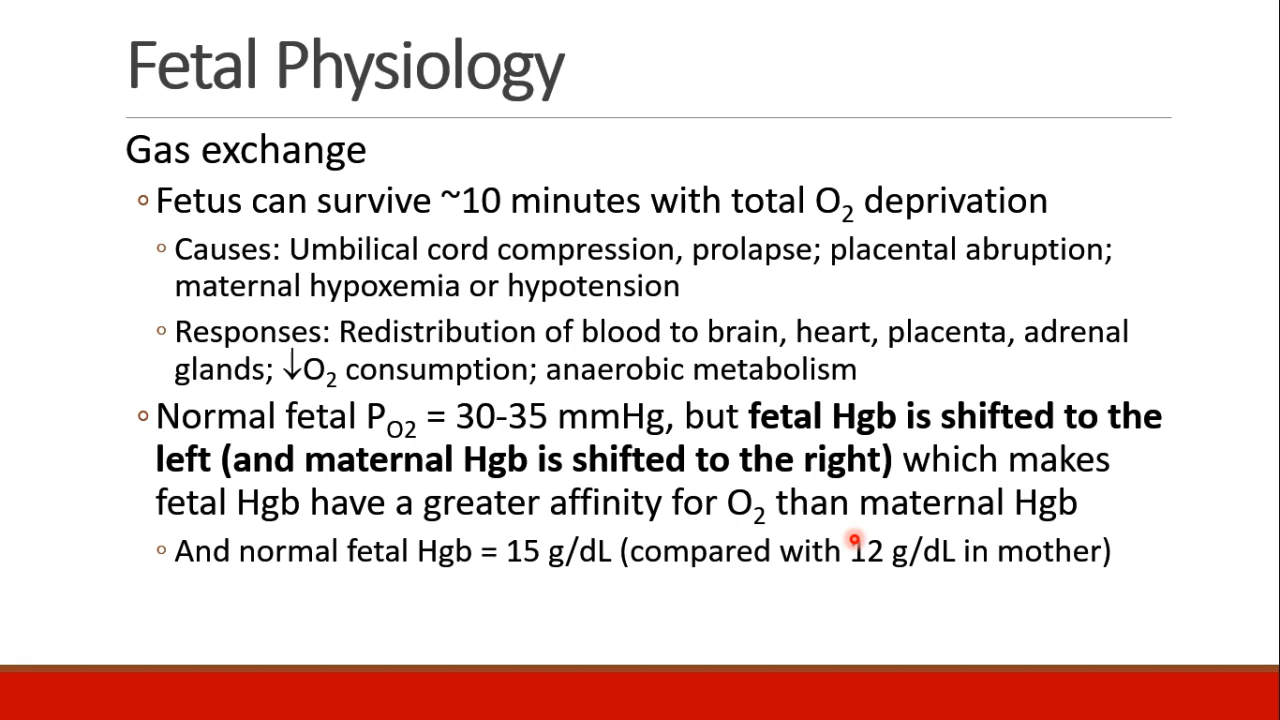 Fetal Physiology
Gas exchange
◦Fetus can survive ~10 minutes with total O₂ deprivation
◦Causes: Umbilical cord compression, prolapse; placental abruption;
maternal hypoxemia or hypotension
◦Responses: Redistribution of blood to brain, heart, placenta, adrenal
glands; ↓O₂ consumption; anaerobic metabolism
◦Normal fetal P_O2 = 30-35 mmHg, but fetal Hgb is shifted to the
left (and maternal Hgb is shifted to the right) which makes
fetal Hgb have a greater affinity for O₂ than maternal Hgb
◦And normal fetal Hgb = 15 g/dL (compared with 12 g/dL in mother)